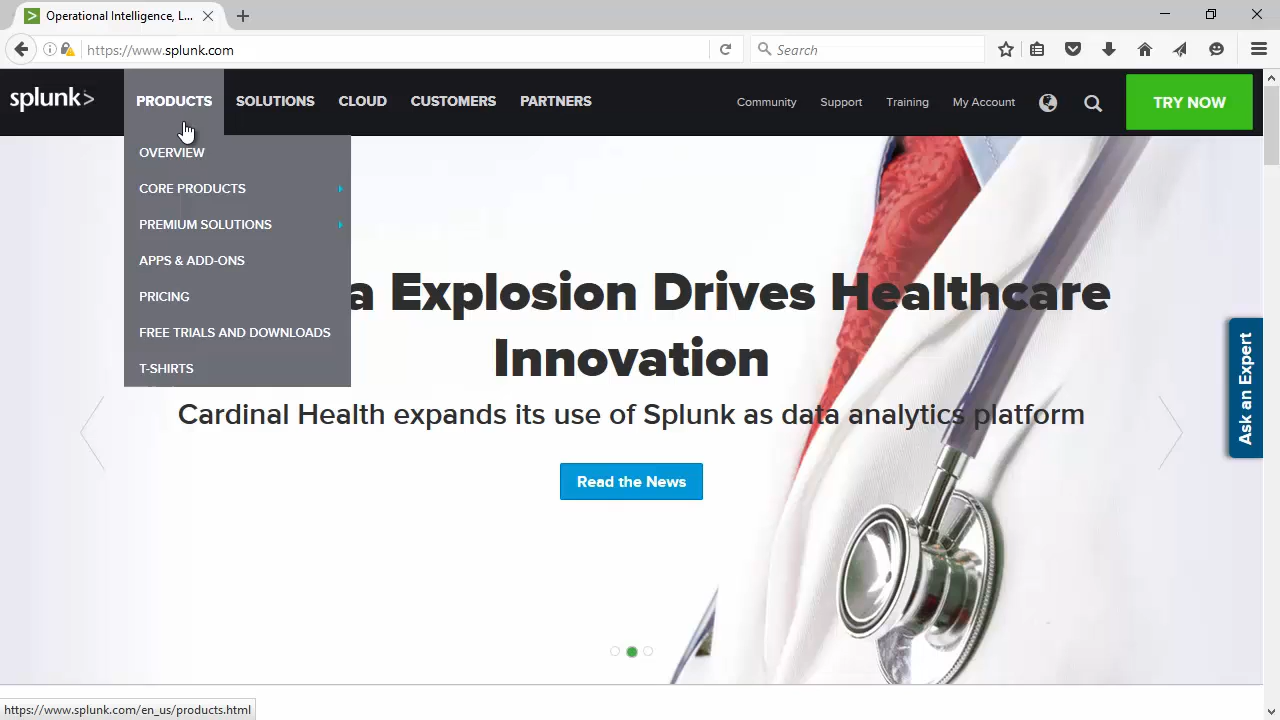 Operational Intelligence, L...
https://www.splunk.com
Search
splunk>
PRODUCTS
SOLUTIONS
CLOUD
CUSTOMERS
PARTNERS
Community
Support
Training
My Account
TRY NOW
OVERVIEW
CORE PRODUCTS
PREMIUM SOLUTIONS
APPS & ADD-ONS
PRICING
FREE TRIALS AND DOWNLOADS
T-SHIRTS
a Explosion Drives Healthcare
Innovation
Cardinal Health expands its use of Splunk as data analytics platform
Read the News
Ask an Expert
https://www.splunk.com/en_us/products.html